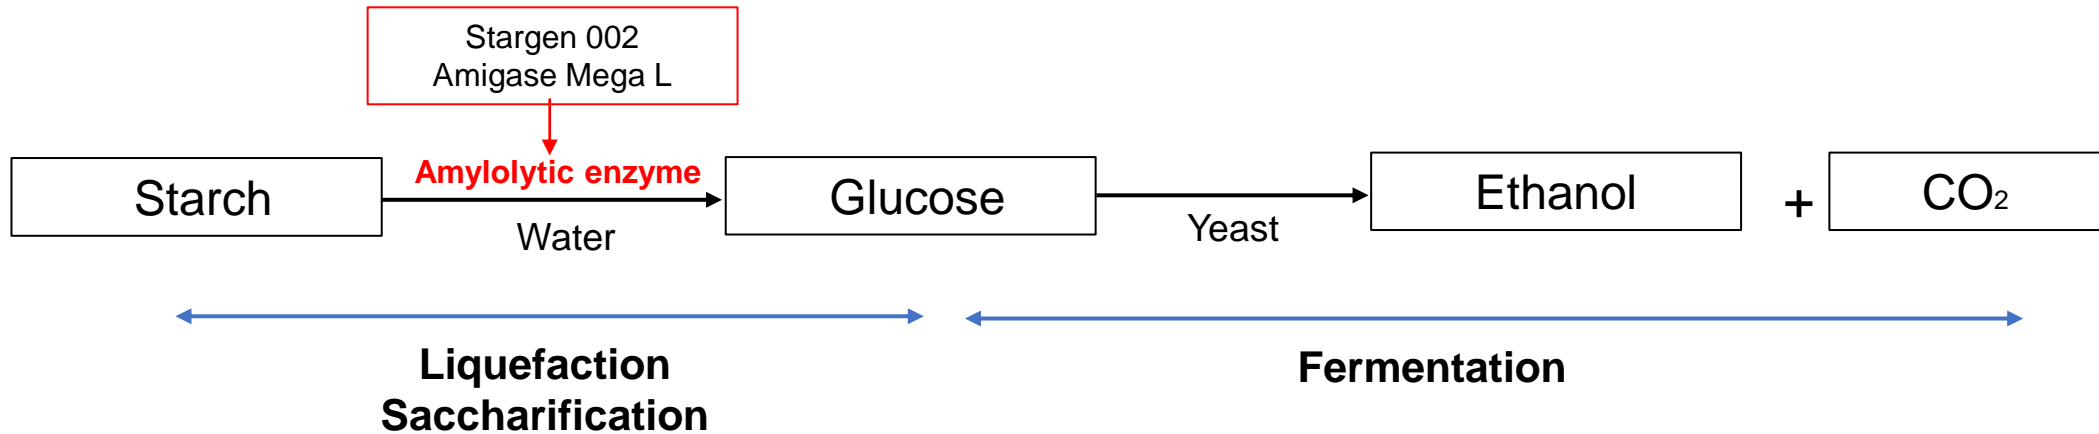 Stargen 002
Amigase Mega L
Amylolytic enzyme
Starch
Water
Glucose
Yeast
Ethanol
+
CO₂
Liquefaction
Saccharification
Fermentation